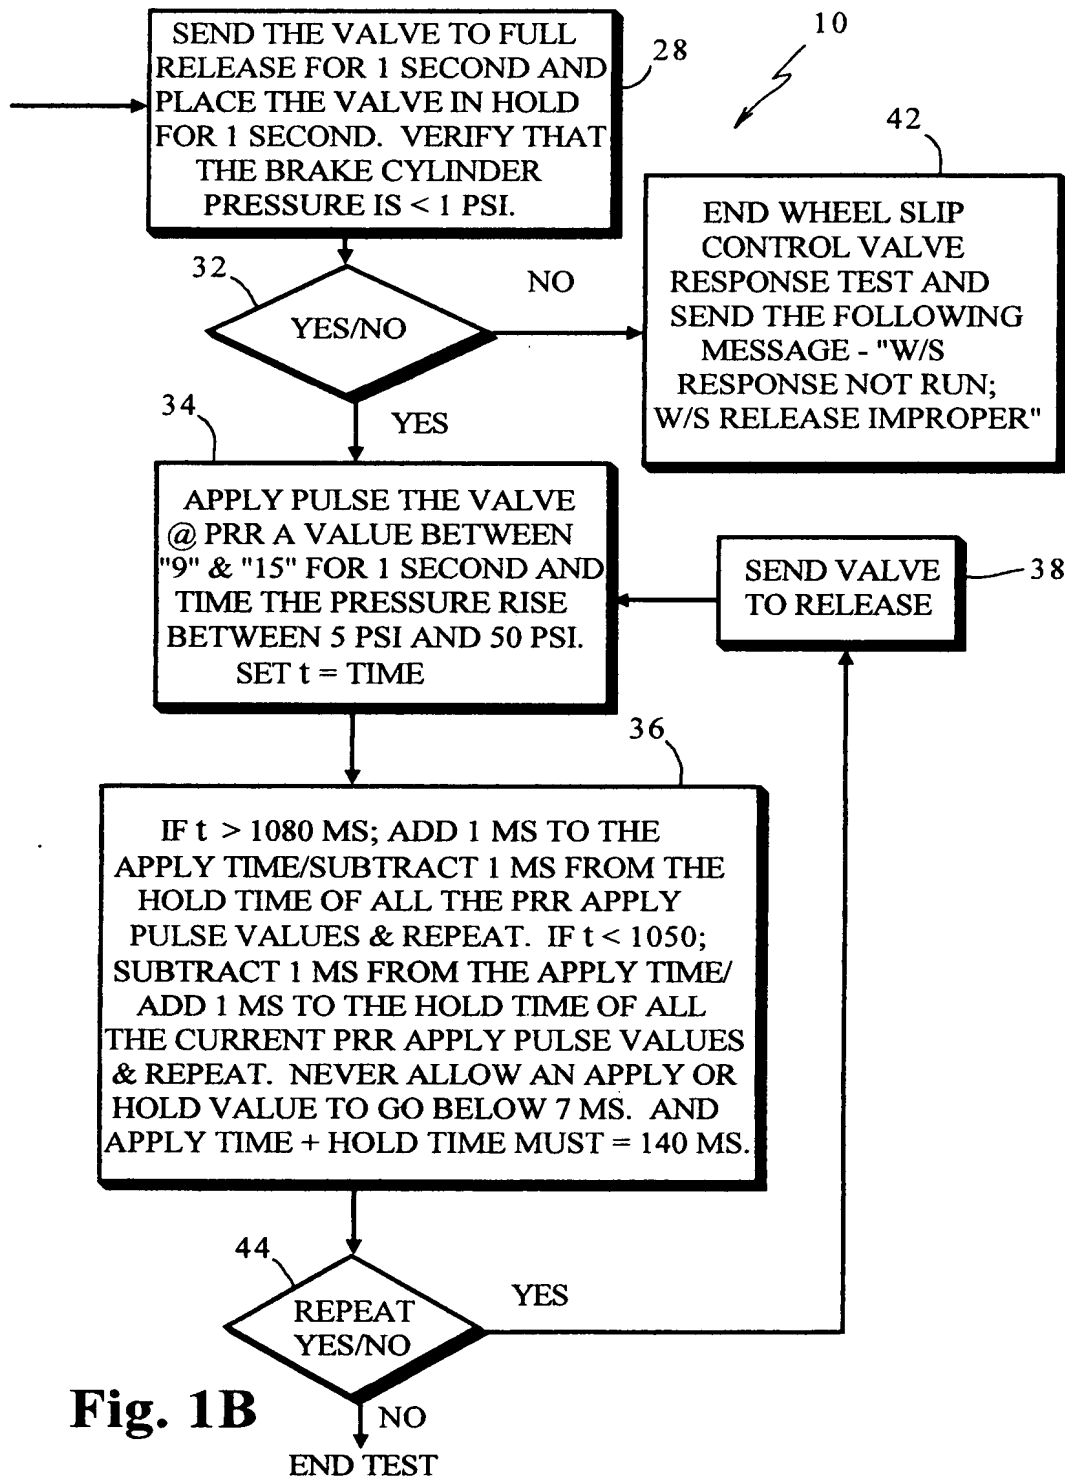 SEND THE VALVE TO FULL
RELEASE FOR 1 SECOND AND
PLACE THE VALVE IN HOLD
FOR 1 SECOND. VERIFY THAT
THE BRAKE CYLINDER
PRESSURE IS < 1 PSI.
28
10
42
END WHEEL SLIP
CONTROL VALVE
RESPONSE TEST AND
SEND THE FOLLOWING
MESSAGE - "W/S
RESPONSE NOT RUN;
W/S RELEASE IMPROPER"
32
YES/NO
NO
YES
34
APPLY PULSE THE VALVE
@ PRR A VALUE BETWEEN
"9" & "15" FOR 1 SECOND AND
TIME THE PRESSURE RISE
BETWEEN 5 PSI AND 50 PSI.
SET t = TIME
SEND VALVE
TO RELEASE
38
36
IF t > 1080 MS; ADD 1 MS TO THE
APPLY TIME/SUBTRACT 1 MS FROM THE
HOLD TIME OF ALL THE PRR APPLY
PULSE VALUES & REPEAT. IF t < 1050;
SUBTRACT 1 MS FROM THE APPLY TIME/
ADD 1 MS TO THE HOLD TIME OF ALL
THE CURRENT PRR APPLY PULSE VALUES
& REPEAT. NEVER ALLOW AN APPLY OR
HOLD VALUE TO GO BELOW 7 MS. AND
APPLY TIME + HOLD TIME MUST = 140 MS.
44
REPEAT
YES/NO
YES
NO
END TEST
Fig. 1B